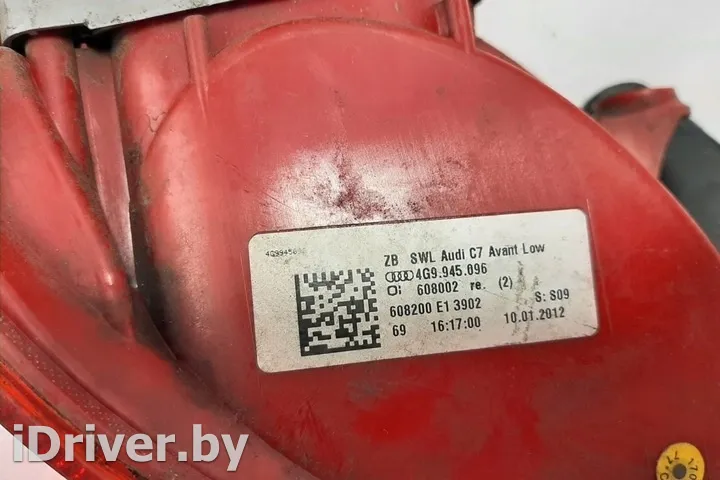 4G9945096
ZB SWL Audi C7 Avant Low
4G9.945.096
608002 re. (2)
608200 E1 3902 S: S09
69 16:17:00 10.01.2012
iDriver.by